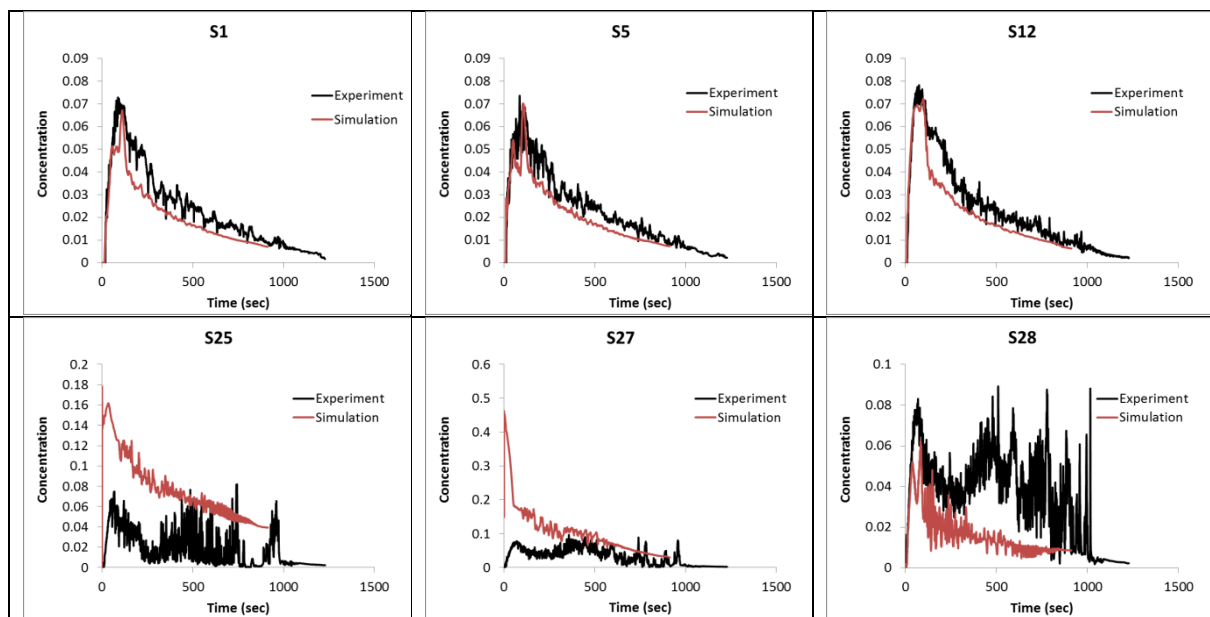 S1
0.09
0.08
0.07
0.06
0.05
0.04
0.03
0.02
0.01
0
0 500 1000 1500
Concentration
Time (sec)
Experiment
Simulation
S5
0.09
0.08
0.07
0.06
0.05
0.04
0.03
0.02
0.01
0
0 500 1000 1500
Concentration
Time (sec)
Experiment
Simulation
S12
0.09
0.08
0.07
0.06
0.05
0.04
0.03
0.02
0.01
0
0 500 1000 1500
Concentration
Time (sec)
Experiment
Simulation
S25
0.2
0.18
0.16
0.14
0.12
0.1
0.08
0.06
0.04
0.02
0
0 500 1000 1500
Concentration
Time (sec)
Experiment
Simulation
S27
0.6
0.5
0.4
0.3
0.2
0.1
0
0 500 1000 1500
Concentration
Time (sec)
Experiment
Simulation
S28
0.1
0.08
0.06
0.04
0.02
0
0 500 1000 1500
Concentration
Time (sec)
Experiment
Simulation